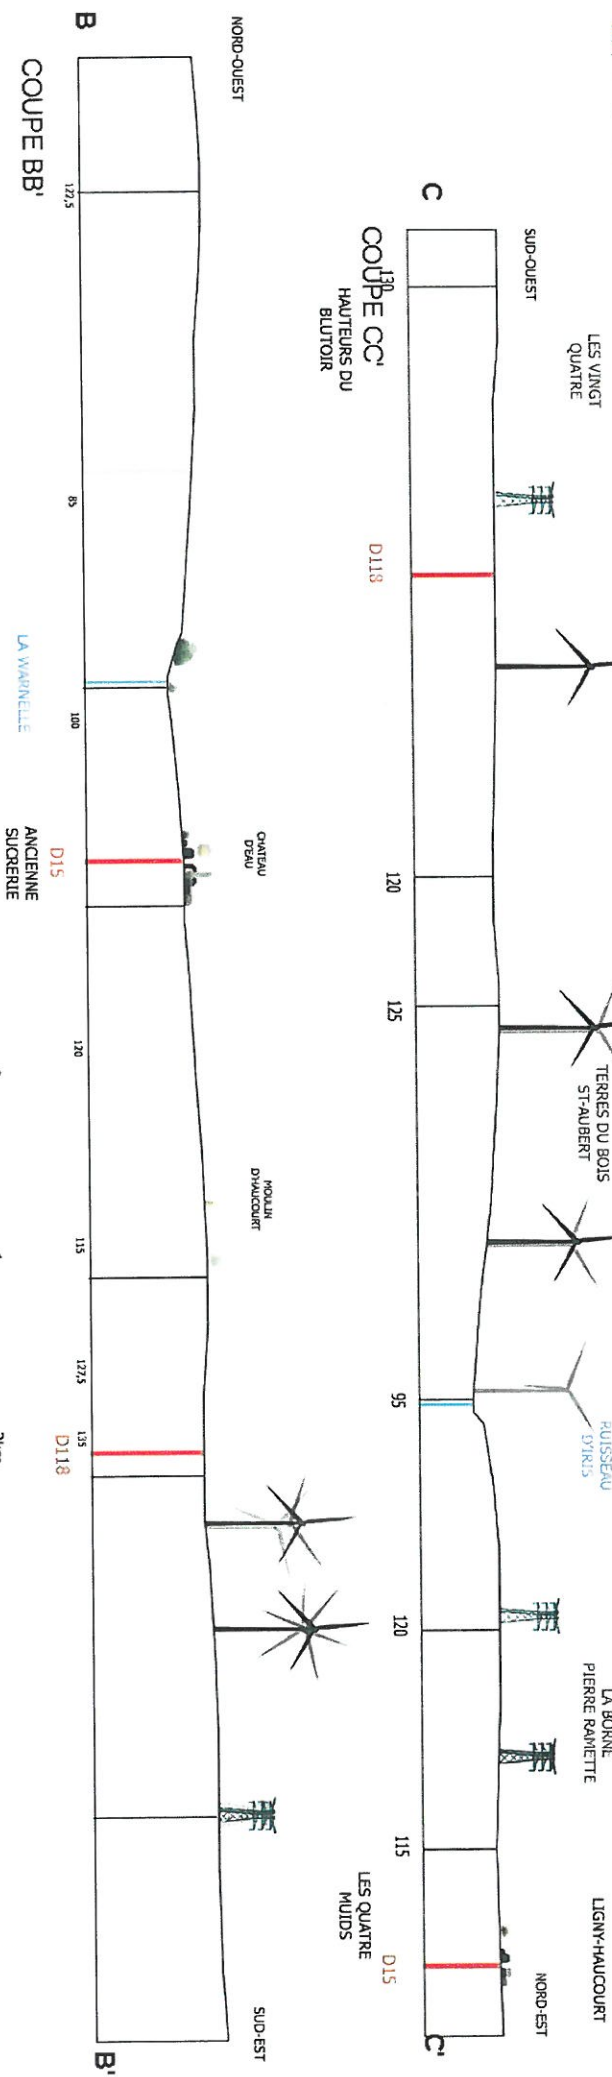 LES VINGT
QUATRE
TERRES DU BOIS
ST-AUBERT
RUISSEAU
D'IRIS
LA BORNE
PIERRE RAMETTE
LIGNY-HAUCOURT
SUD-OUEST
NORD-EST
C
C'
130
120
125
95
120
115
COUPE CC'
HAUTEURS DU
BLUTOIR
D118
LES QUATRE
MUIDS
D15
NORD-OUEST
CHATEAU
D'EAU
MOULIN
D'HAUCOURT
SUD-EST
B
B'
122,5
85
100
120
115
127,5
135
COUPE BB'
LA WARNELLE
D15
ANCIENNE
SUCRERIE
D118